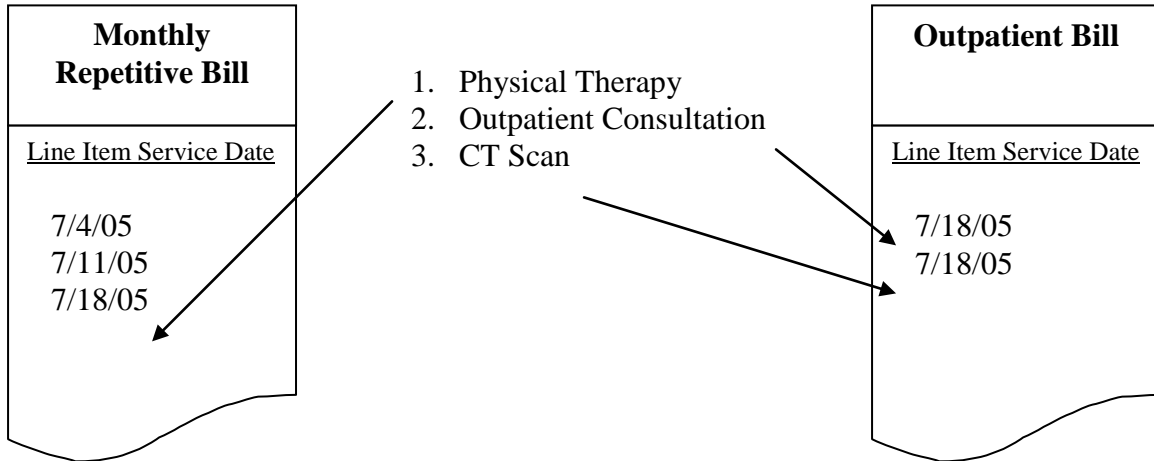 Monthly
Repetitive Bill
Line Item Service Date
7/4/05
7/11/05
7/18/05
1. Physical Therapy
2. Outpatient Consultation
3. CT Scan
Outpatient Bill
Line Item Service Date
7/18/05
7/18/05